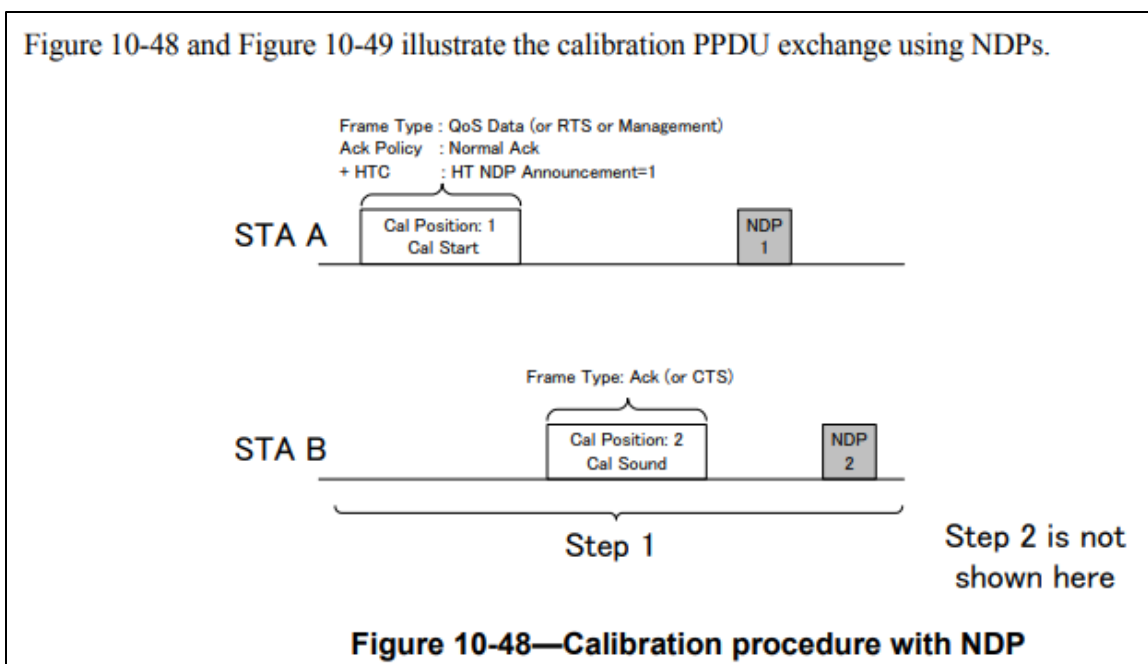 Figure 10-48 and Figure 10-49 illustrate the calibration PPDU exchange using NDPs.
Frame Type : QoS Data (or RTS or Management)
Ack Policy : Normal Ack
+ HTC : HT NDP Announcement=1
STA A
Cal Position: 1
Cal Start
NDP
1
Frame Type: Ack (or CTS)
STA B
Cal Position: 2
Cal Sound
NDP
2
Step 1
Step 2 is not
shown here
Figure 10-48—Calibration procedure with NDP